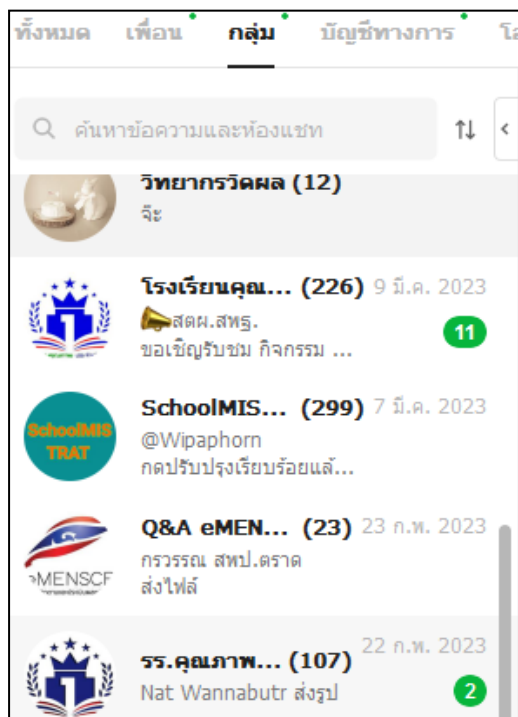 ทั้งหมด เพื่อน กลุ่ม บัญชีทางการ
ค้นหาข้อความและห้องแชท
วิทยากรวัดผล (12)
จ๊ะ
โรงเรียนคุณ... (226) 9 มี.ค. 2023
สตผ.สพฐ.
ขอเชิญรับชม กิจกรรม ... 11
SchoolMIS TRAT
SchoolMIS... (299) 7 มี.ค. 2023
@Wipaphorn
กดปรับปรุงเรียบร้อยแล้...
Q&A eMEN... (23) 23 ก.พ. 2023
กรวรรณ สพป.ตราด
ส่งไฟล์
eMENSCF
รร.คุณภาพ... (107) 22 ก.พ. 2023
Nat Wannabutr ส่งรูป 2